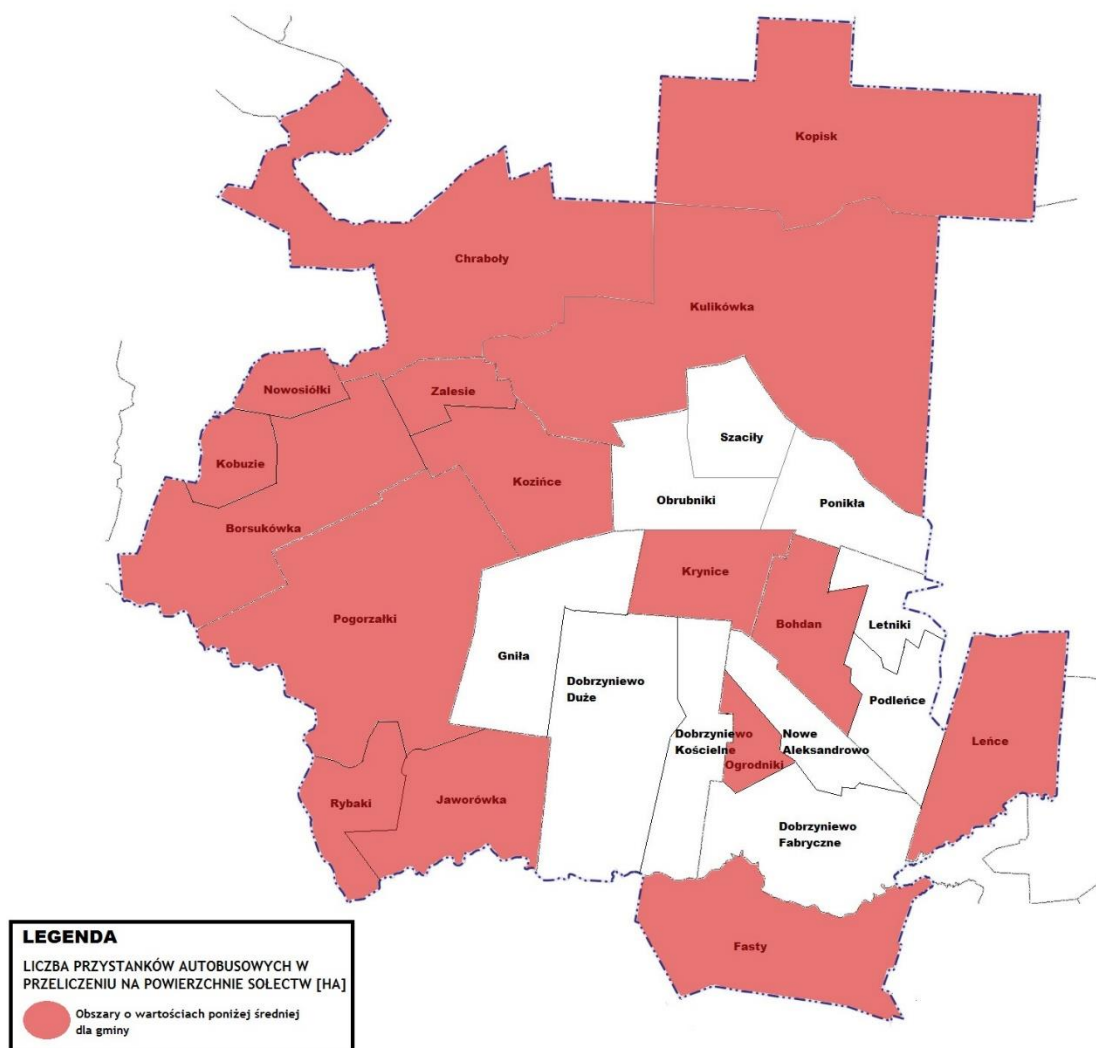 Kopisk
Chraboły
Kulikówka
Nowosiółki
Zalesie
Szaciły
Kobuzie
Kozińce
Obrubniki
Ponikła
Borsukówka
Krynice
Pogorzałki
Bohdan
Letniki
Gniła
Dobrzyniewo
Duże
Podleńce
Dobrzyniewo
Kościelne
Nowe
Aleksandrowo
Leńce
Ogrodniki
Rybaki
Jaworówka
Dobrzyniewo
Fabryczne
Fasty
LEGENDA
LICZBA PRZYSTANKÓW AUTOBUSOWYCH W
PRZELICZENIU NA POWIERZCHNIE SOLECTW [HA]
Obszary o wartościach poniżej średniej
dla gminy